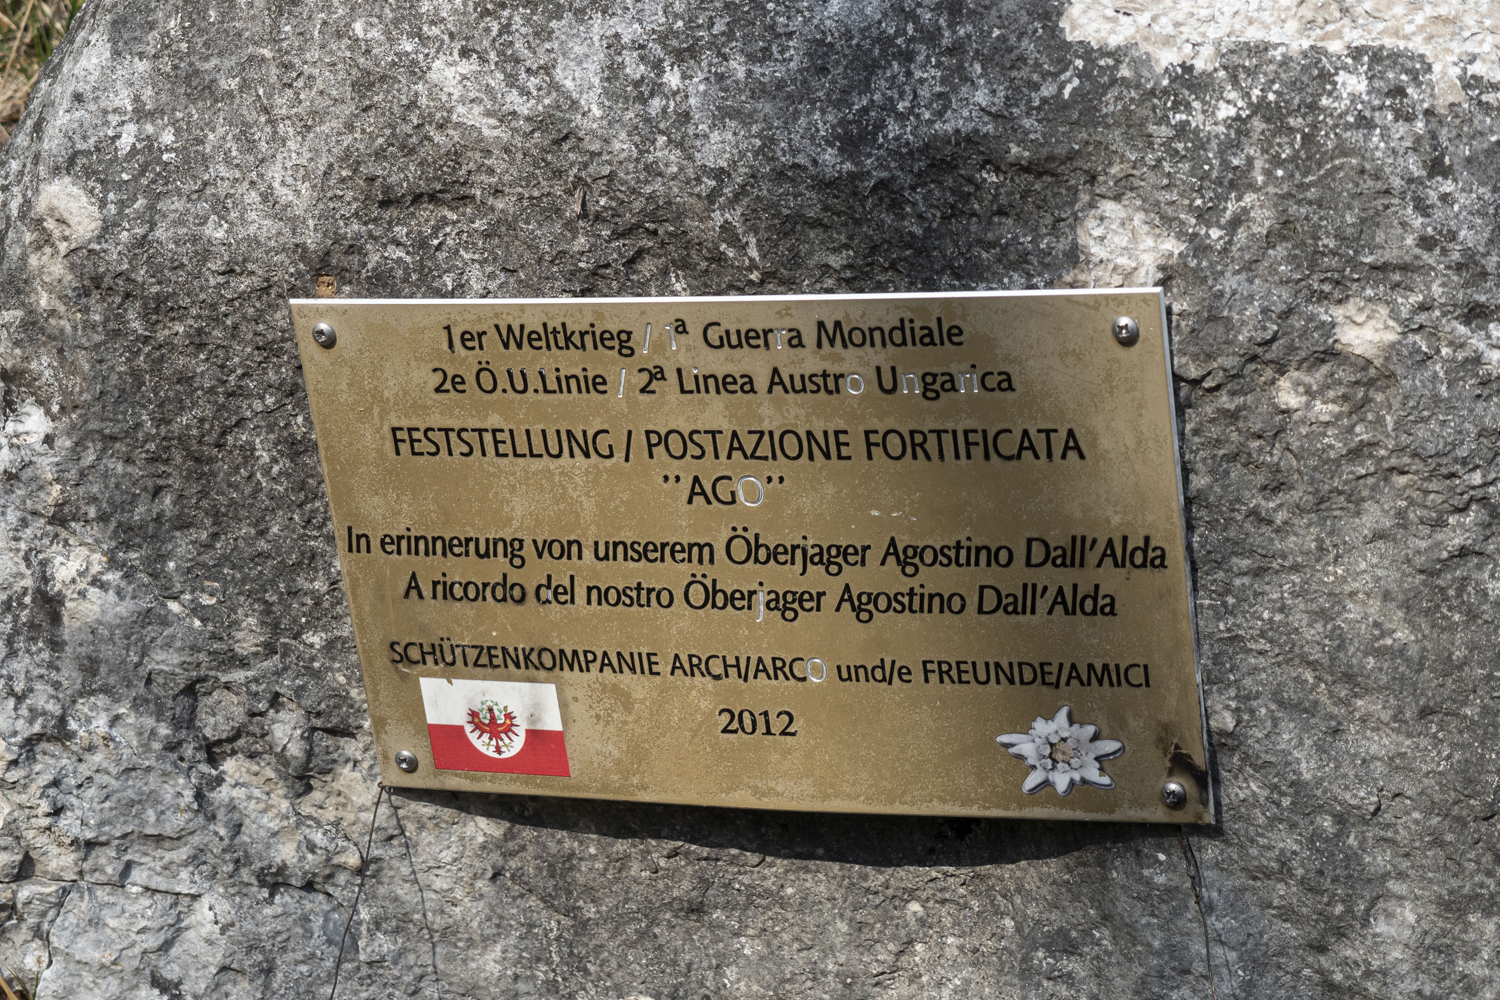 1er Weltkrieg / 1ª Guerra Mondiale
2e Ö.U.Linie / 2ª Linea Austro Ungarica
FESTSTELLUNG / POSTAZIONE FORTIFICATA
''AGO''
In erinnerung von unserem Öberjager Agostino Dall'Alda
A ricordo del nostro Öberjager Agostino Dall'Alda
SCHÜTZENKOMPANIE ARCH/ARCO und/e FREUNDE/AMICI
2012